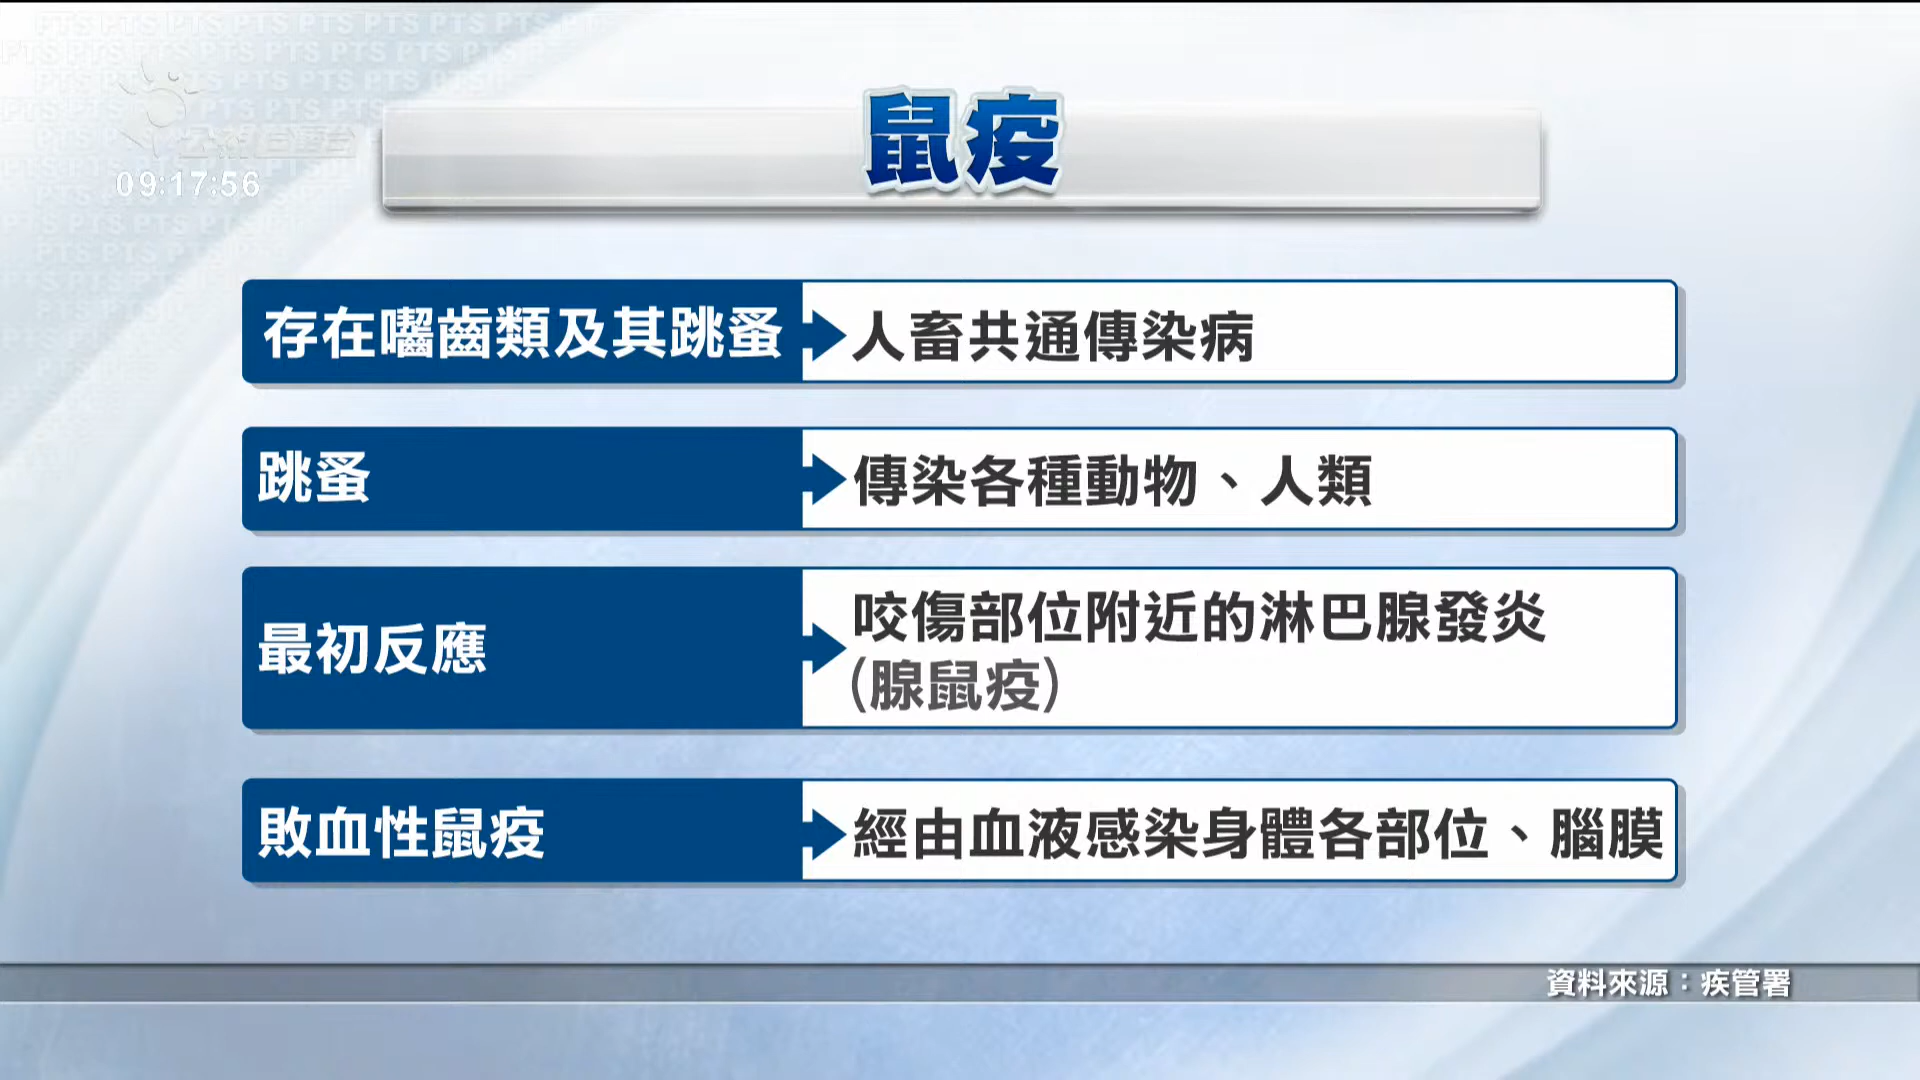 鼠疫
09:17:56
存在囓齒類及其跳蚤
人畜共通傳染病
跳蚤
傳染各種動物、人類
最初反應
咬傷部位附近的淋巴腺發炎
(腺鼠疫)
敗血性鼠疫
經由血液感染身體各部位、腦膜
資料來源:疾管署